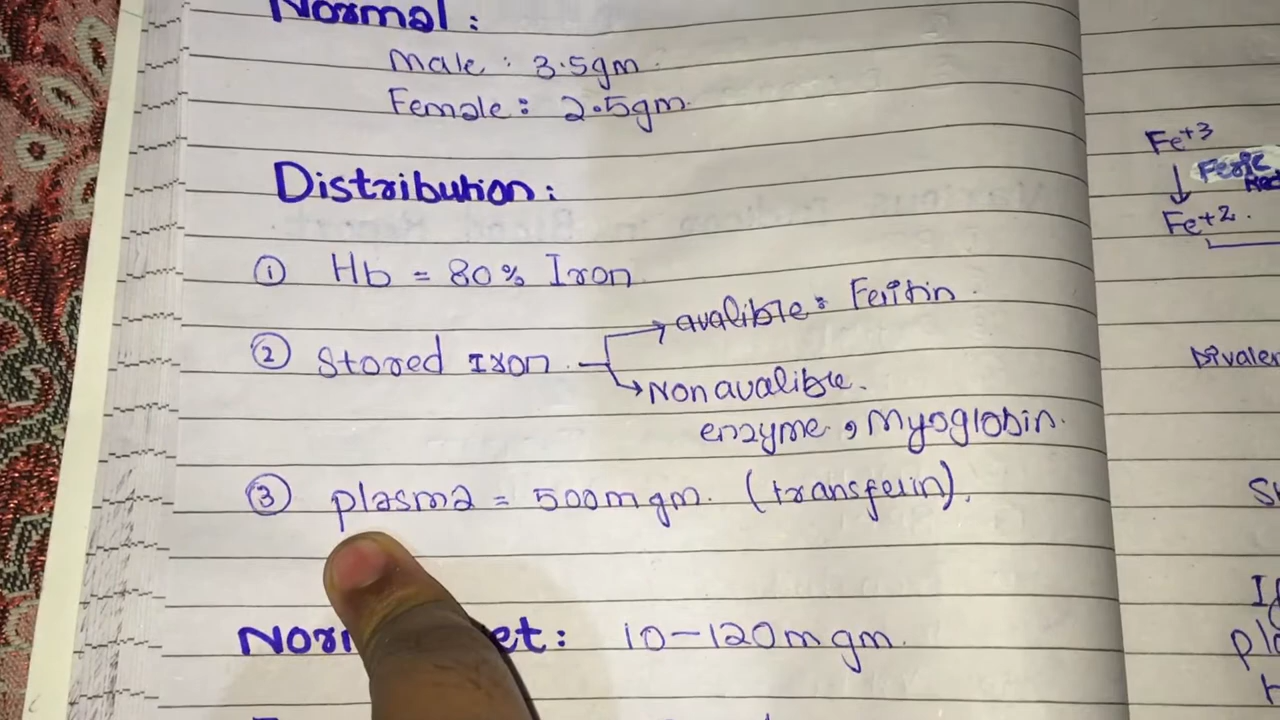 Normal:
Male: 3.5gm.
Female: 2.5gm.
Distribution:
① Hb = 80% Iron
② Stored Iron → avalible: Feritin.
→ Non avalible.
enzyme, Myoglobin.
③ plasma = 500mgm. (transferin).
10-120mgm.
Fe+3
↓ Feric
Fe+2.